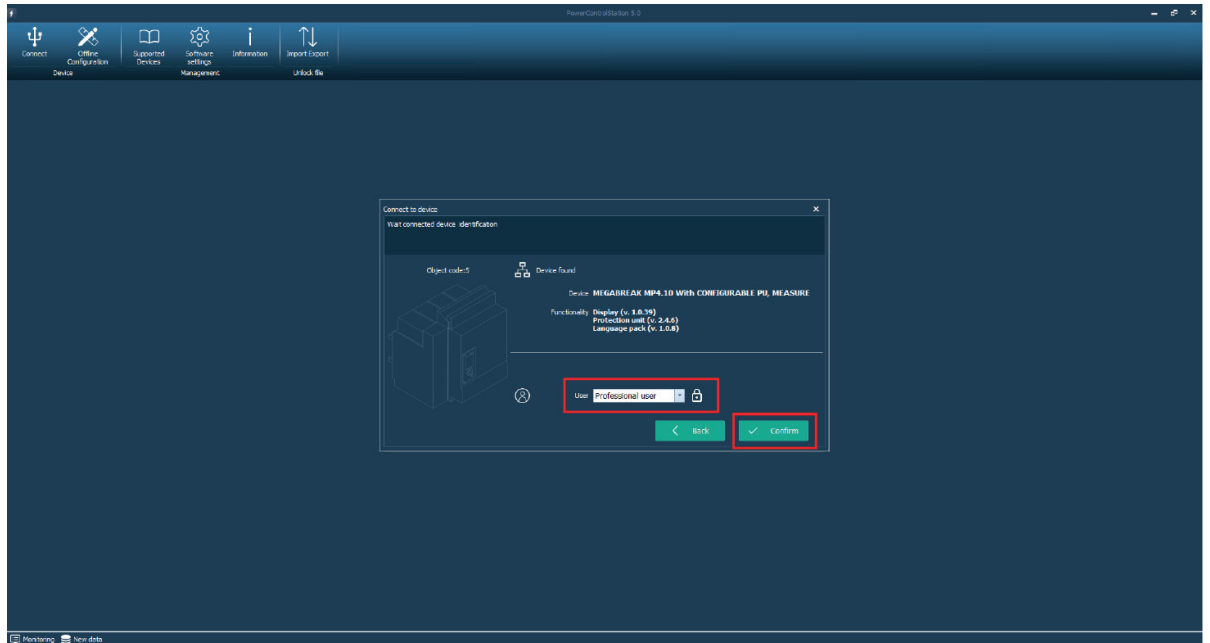 PowerControlStation 5.0
Connect
Offline Configuration
Supported Devices
Software settings
Information
Import Export
Device
Management
Unlock file
Connect to device
Wait connected device identification
Object code:5
Device found
Device MEGABREAK MP4.10 With CONFIGURABLE PU, MEASURE
Functionality Display (v. 1.0.39)
Protection unit (v. 2.4.6)
Language pack (v. 1.0.8)
User Professional user
Back
Confirm
Monitoring
New data